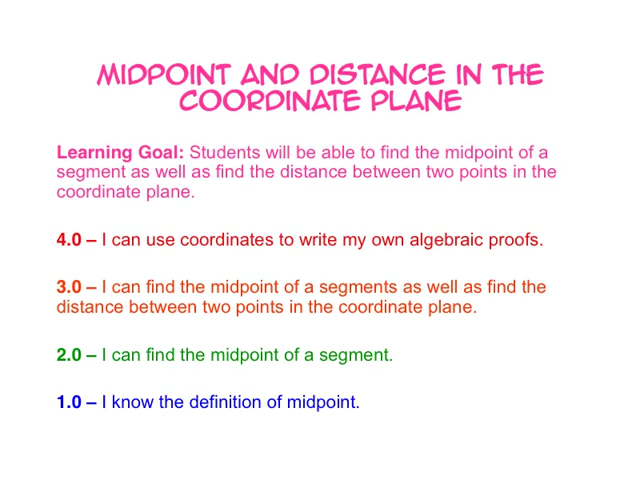 MIDPOINT AND DISTANCE IN THE
COORDINATE PLANE
Learning Goal: Students will be able to find the midpoint of a
segment as well as find the distance between two points in the
coordinate plane.
4.0 – I can use coordinates to write my own algebraic proofs.
3.0 – I can find the midpoint of a segments as well as find the
distance between two points in the coordinate plane.
2.0 – I can find the midpoint of a segment.
1.0 – I know the definition of midpoint.